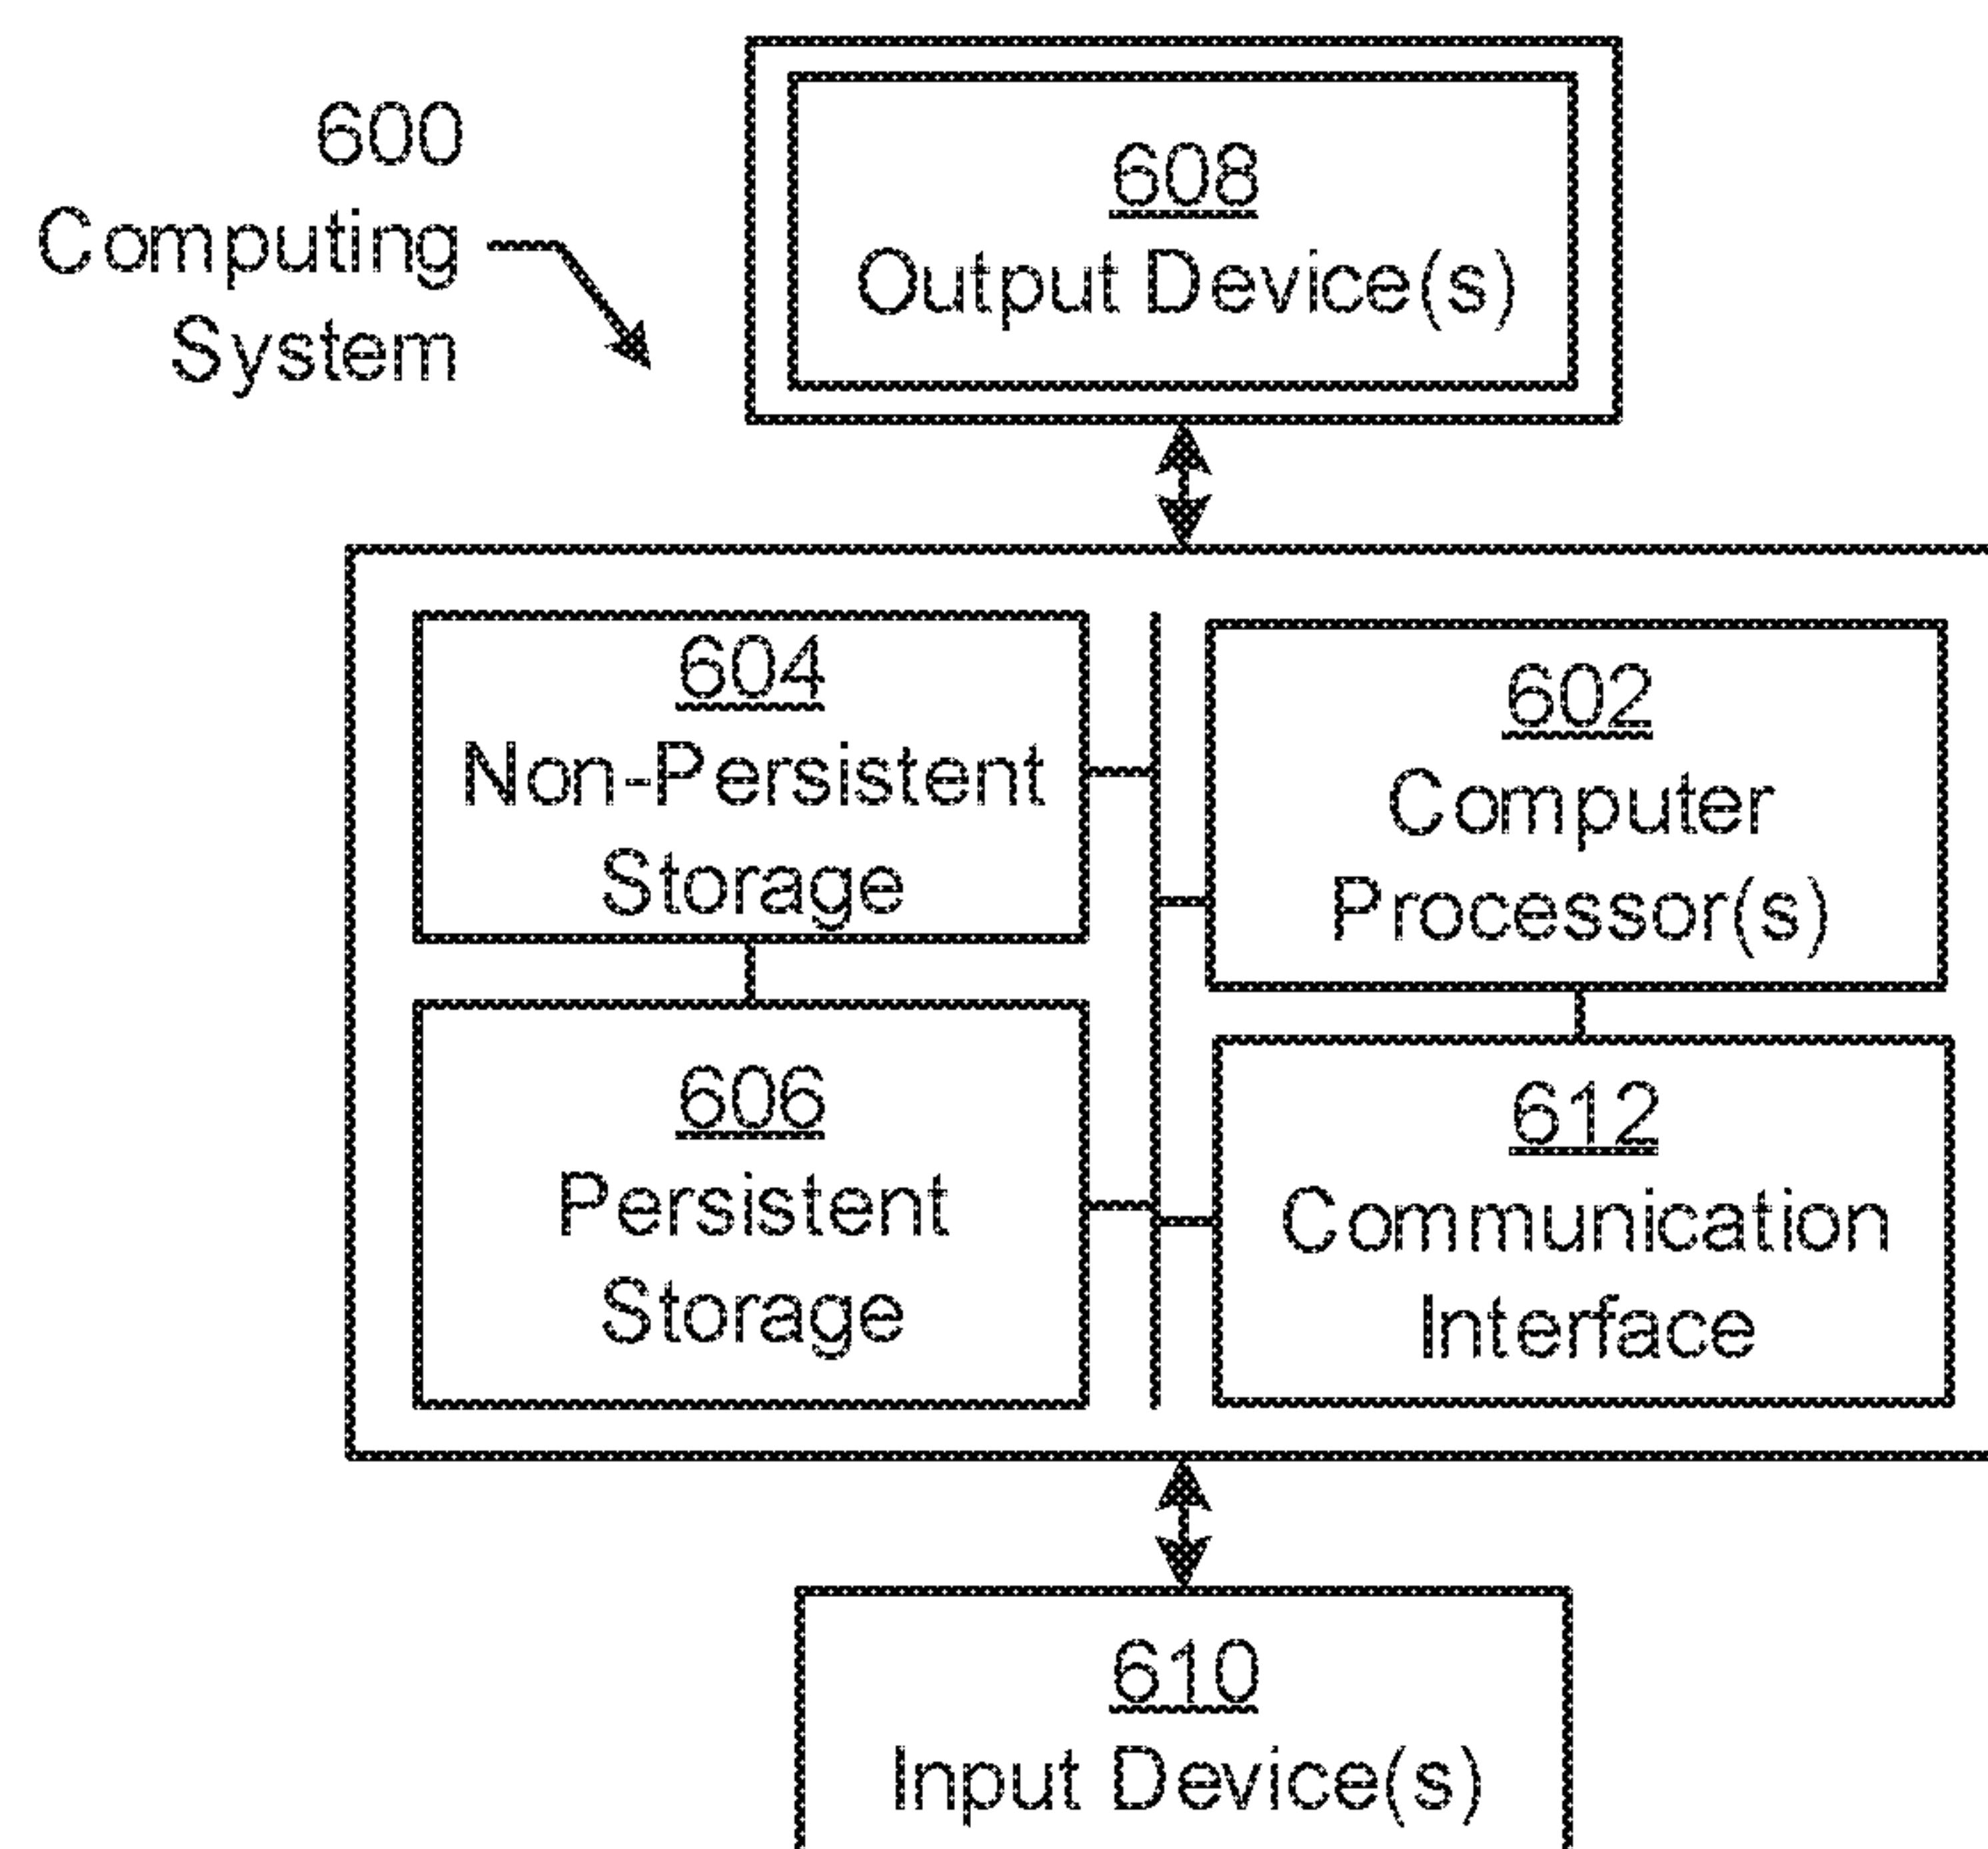 600
Computing
System
608
Output Device(s)
604
Non-Persistent
Storage
602
Computer
Processor(s)
606
Persistent
Storage
612
Communication
Interface
610
Input Device(s)